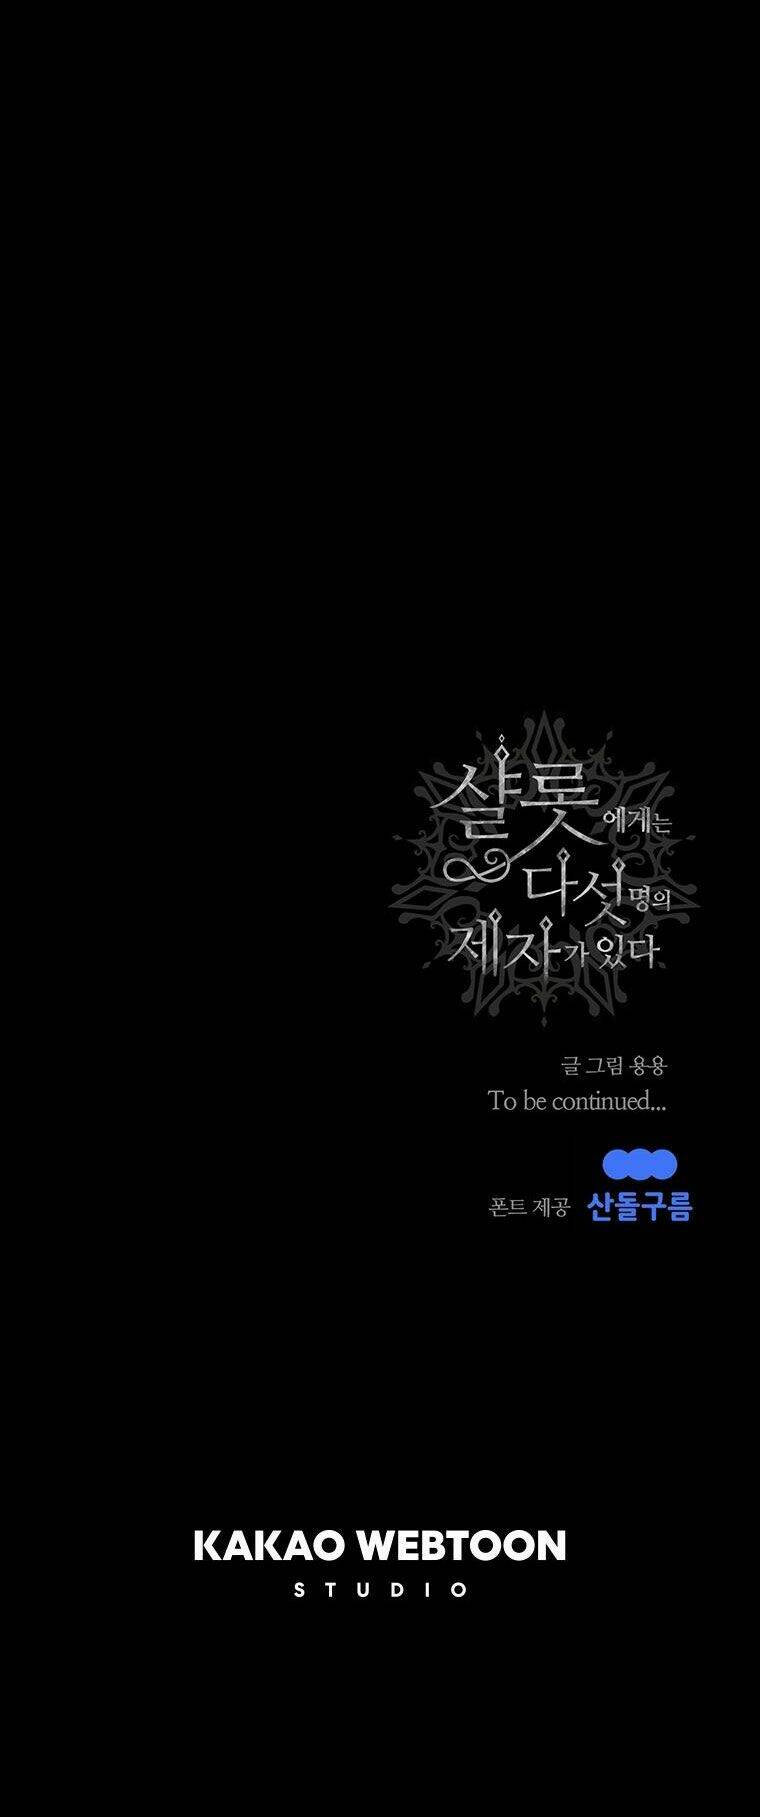 샬롯에게는
다섯명의
제자가 있다
글 그림 용용
To be continued...
폰트 제공 산돌구름
KAKAO WEBTOON
STUDIO